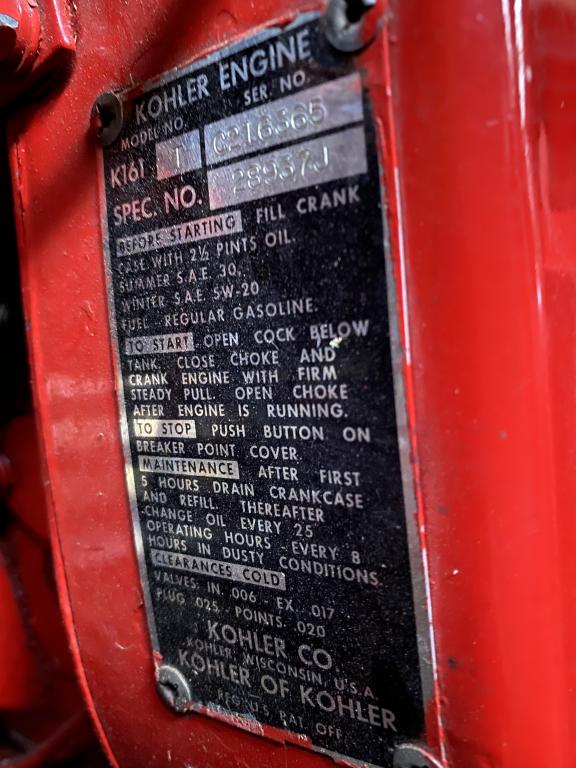 KOHLER ENGINE
MODEL NO. SER. NO.
K161 T C216365
SPEC. NO. 28937J
BEFORE STARTING FILL CRANK
CASE WITH 2½ PINTS OIL.
SUMMER S.A.E. 30,
WINTER S.A.E. 5W-20
FUEL REGULAR GASOLINE.
TO START OPEN COCK BELOW
TANK. CLOSE CHOKE AND
CRANK ENGINE WITH FIRM
STEADY PULL. OPEN CHOKE
AFTER ENGINE IS RUNNING.
TO STOP PUSH BUTTON ON
BREAKER POINT COVER.
MAINTENANCE AFTER FIRST
5 HOURS DRAIN CRANKCASE
AND REFILL. THEREAFTER
CHANGE OIL EVERY 25
OPERATING HOURS - EVERY 8
HOURS IN DUSTY CONDITIONS.
CLEARANCES COLD
VALVES: IN. .006 EX. .017
PLUG .025 POINTS .020
KOHLER CO.
KOHLER, WISCONSIN, U.S.A.
KOHLER OF KOHLER
REG. U.S. PAT. OFF.